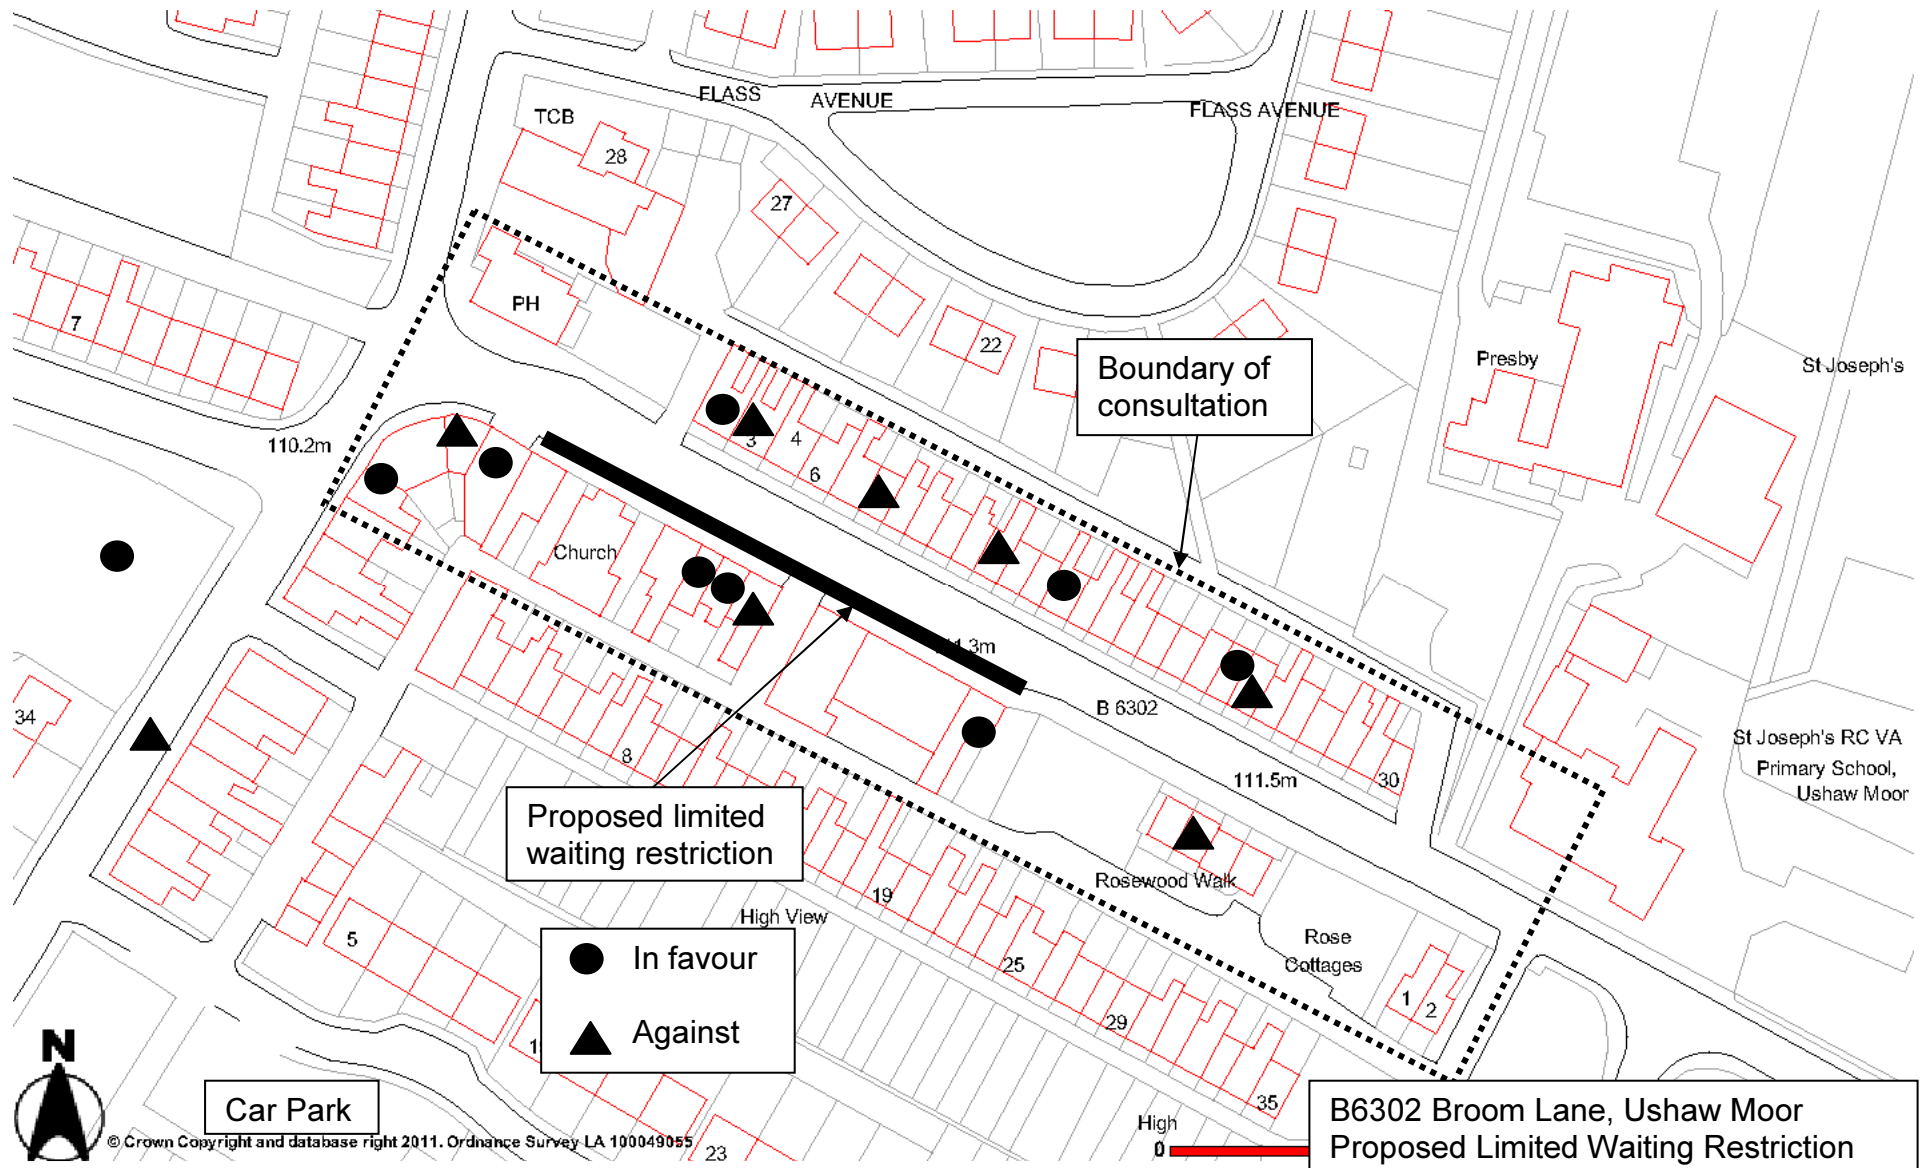 FLASS AVENUE
FLASS AVENUE
TCB
28
27
PH
7
22
Boundary of
consultation
Presby
St Joseph's
110.2m
3
4
6
Church
B 6302
34
8
111.5m
30
St Joseph's RC VA
Primary School,
Ushaw Moor
Proposed limited
waiting restriction
Rosewood Walk
19
High View
5
25
Rose
Cottages
1
2
In favour
29
Against
N
35
Car Park
High
0
B6302 Broom Lane, Ushaw Moor
Proposed Limited Waiting Restriction
© Crown Copyright and database right 2011. Ordnance Survey LA 100049055
23